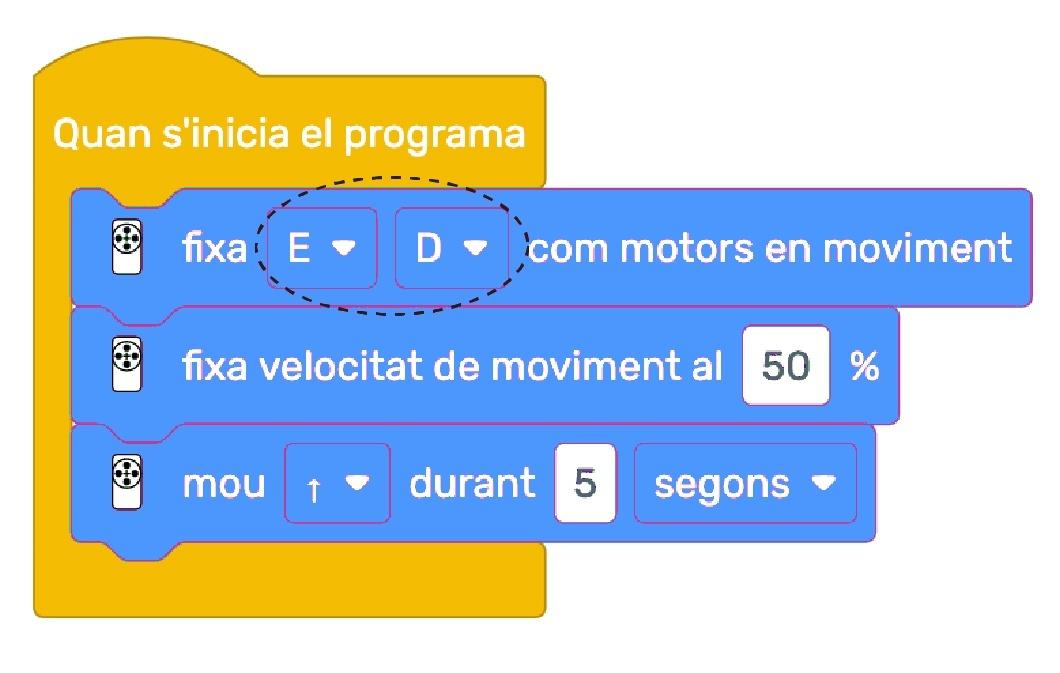 Quan s'inicia el programa
fixa E D com motors en moviment
fixa velocitat de moviment al 50 %
mou ↑ durant 5 segons